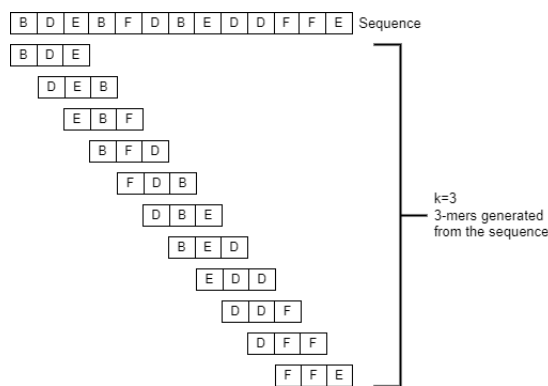 B D E B F D B E D D F F E Sequence
B D E
D E B
E B F
B F D
F D B
D B E
B E D
E D D
D D F
D F F
F F E
k=3
3-mers generated
from the sequence